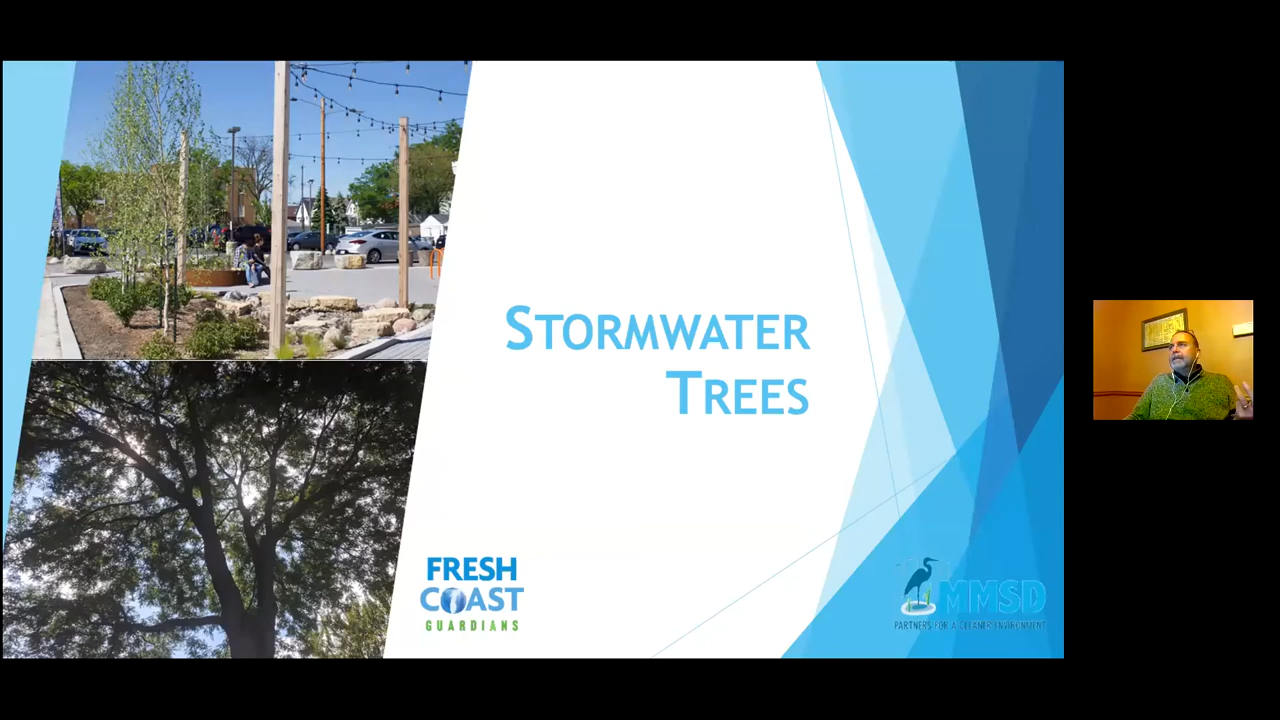 STORMWATER
TREES
FRESH
COAST
GUARDIANS
MMSD
PARTNERS FOR A CLEANER ENVIRONMENT